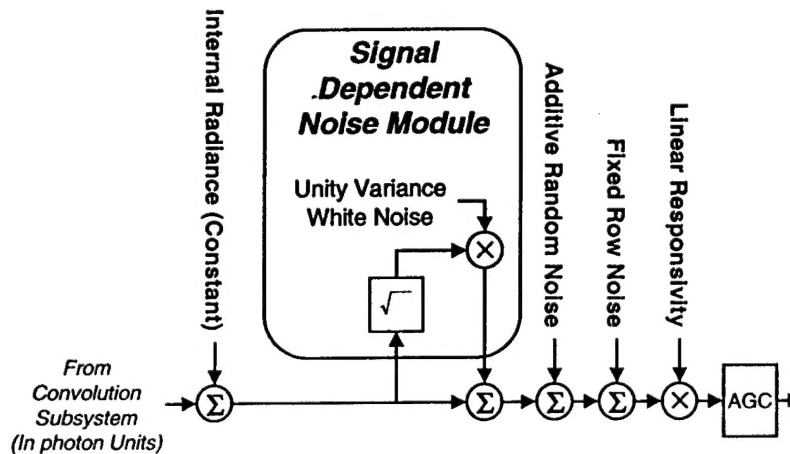 Signal
.Dependent
Noise Module
Unity Variance
White Noise
×
√
Internal Radiance (Constant)
Additive Random Noise
Fixed Row Noise
Linear Responsivity
From
Convolution
Subsystem
(In photon Units)
Σ
Σ
Σ
Σ
×
AGC